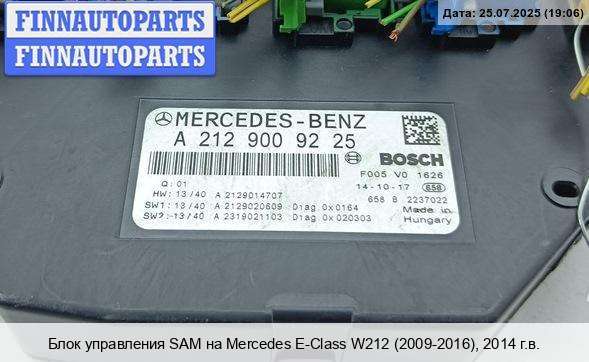 FINNAUTOPARTS
FINNAUTOPARTS
Дата: 25.07.2025 (19:06)
MERCEDES-BENZ
A 212 900 92 25
BOSCH
F005 V0 1626
Q: 01
14-10-17 658
HW: 13/40 A 2129014707
658 B 2237022
SW1: 13/40 A 2129020609 Diag 0x0164
Made in
SW2: 13/40 A 2319021103 Diag 0x020303
Hungary
Блок управления SAM на Mercedes E-Class W212 (2009-2016), 2014 г.в.